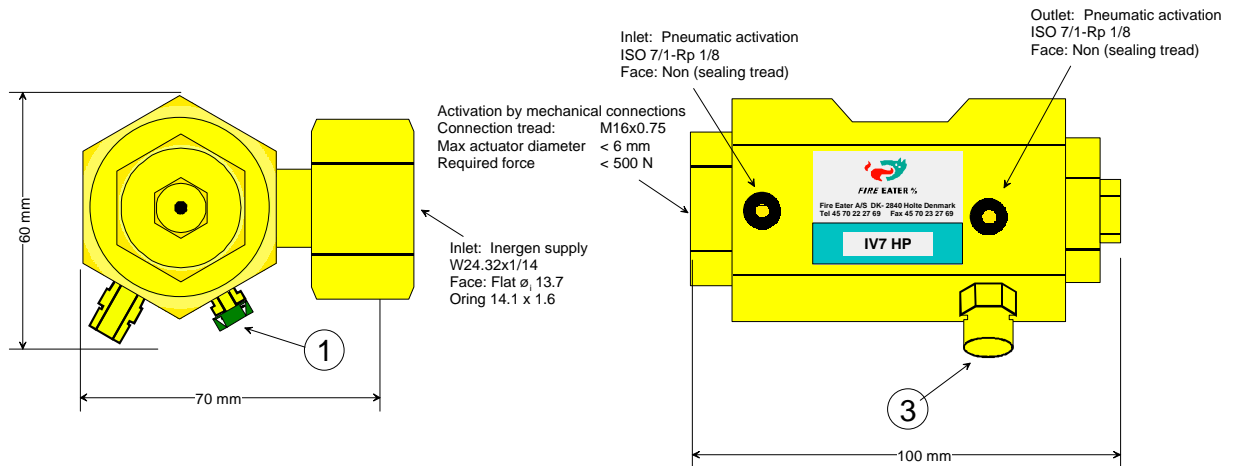 Inlet: Pneumatic activation
ISO 7/1-Rp 1/8
Face: Non (sealing tread)
Outlet: Pneumatic activation
ISO 7/1-Rp 1/8
Face: Non (sealing tread)
Activation by mechanical connections
Connection tread: M16x0.75
Max actuator diameter < 6 mm
Required force < 500 N
60 mm
Inlet: Inergen supply
W24.32x1/14
Face: Flat ø i 13.7
Oring 14.1 x 1.6
1
70 mm
FIRE EATER %
Fire Eater A/S DK- 2840 Holte Denmark
Tel 45 70 22 27 69 Fax 45 70 23 27 69
IV7 HP
3
100 mm